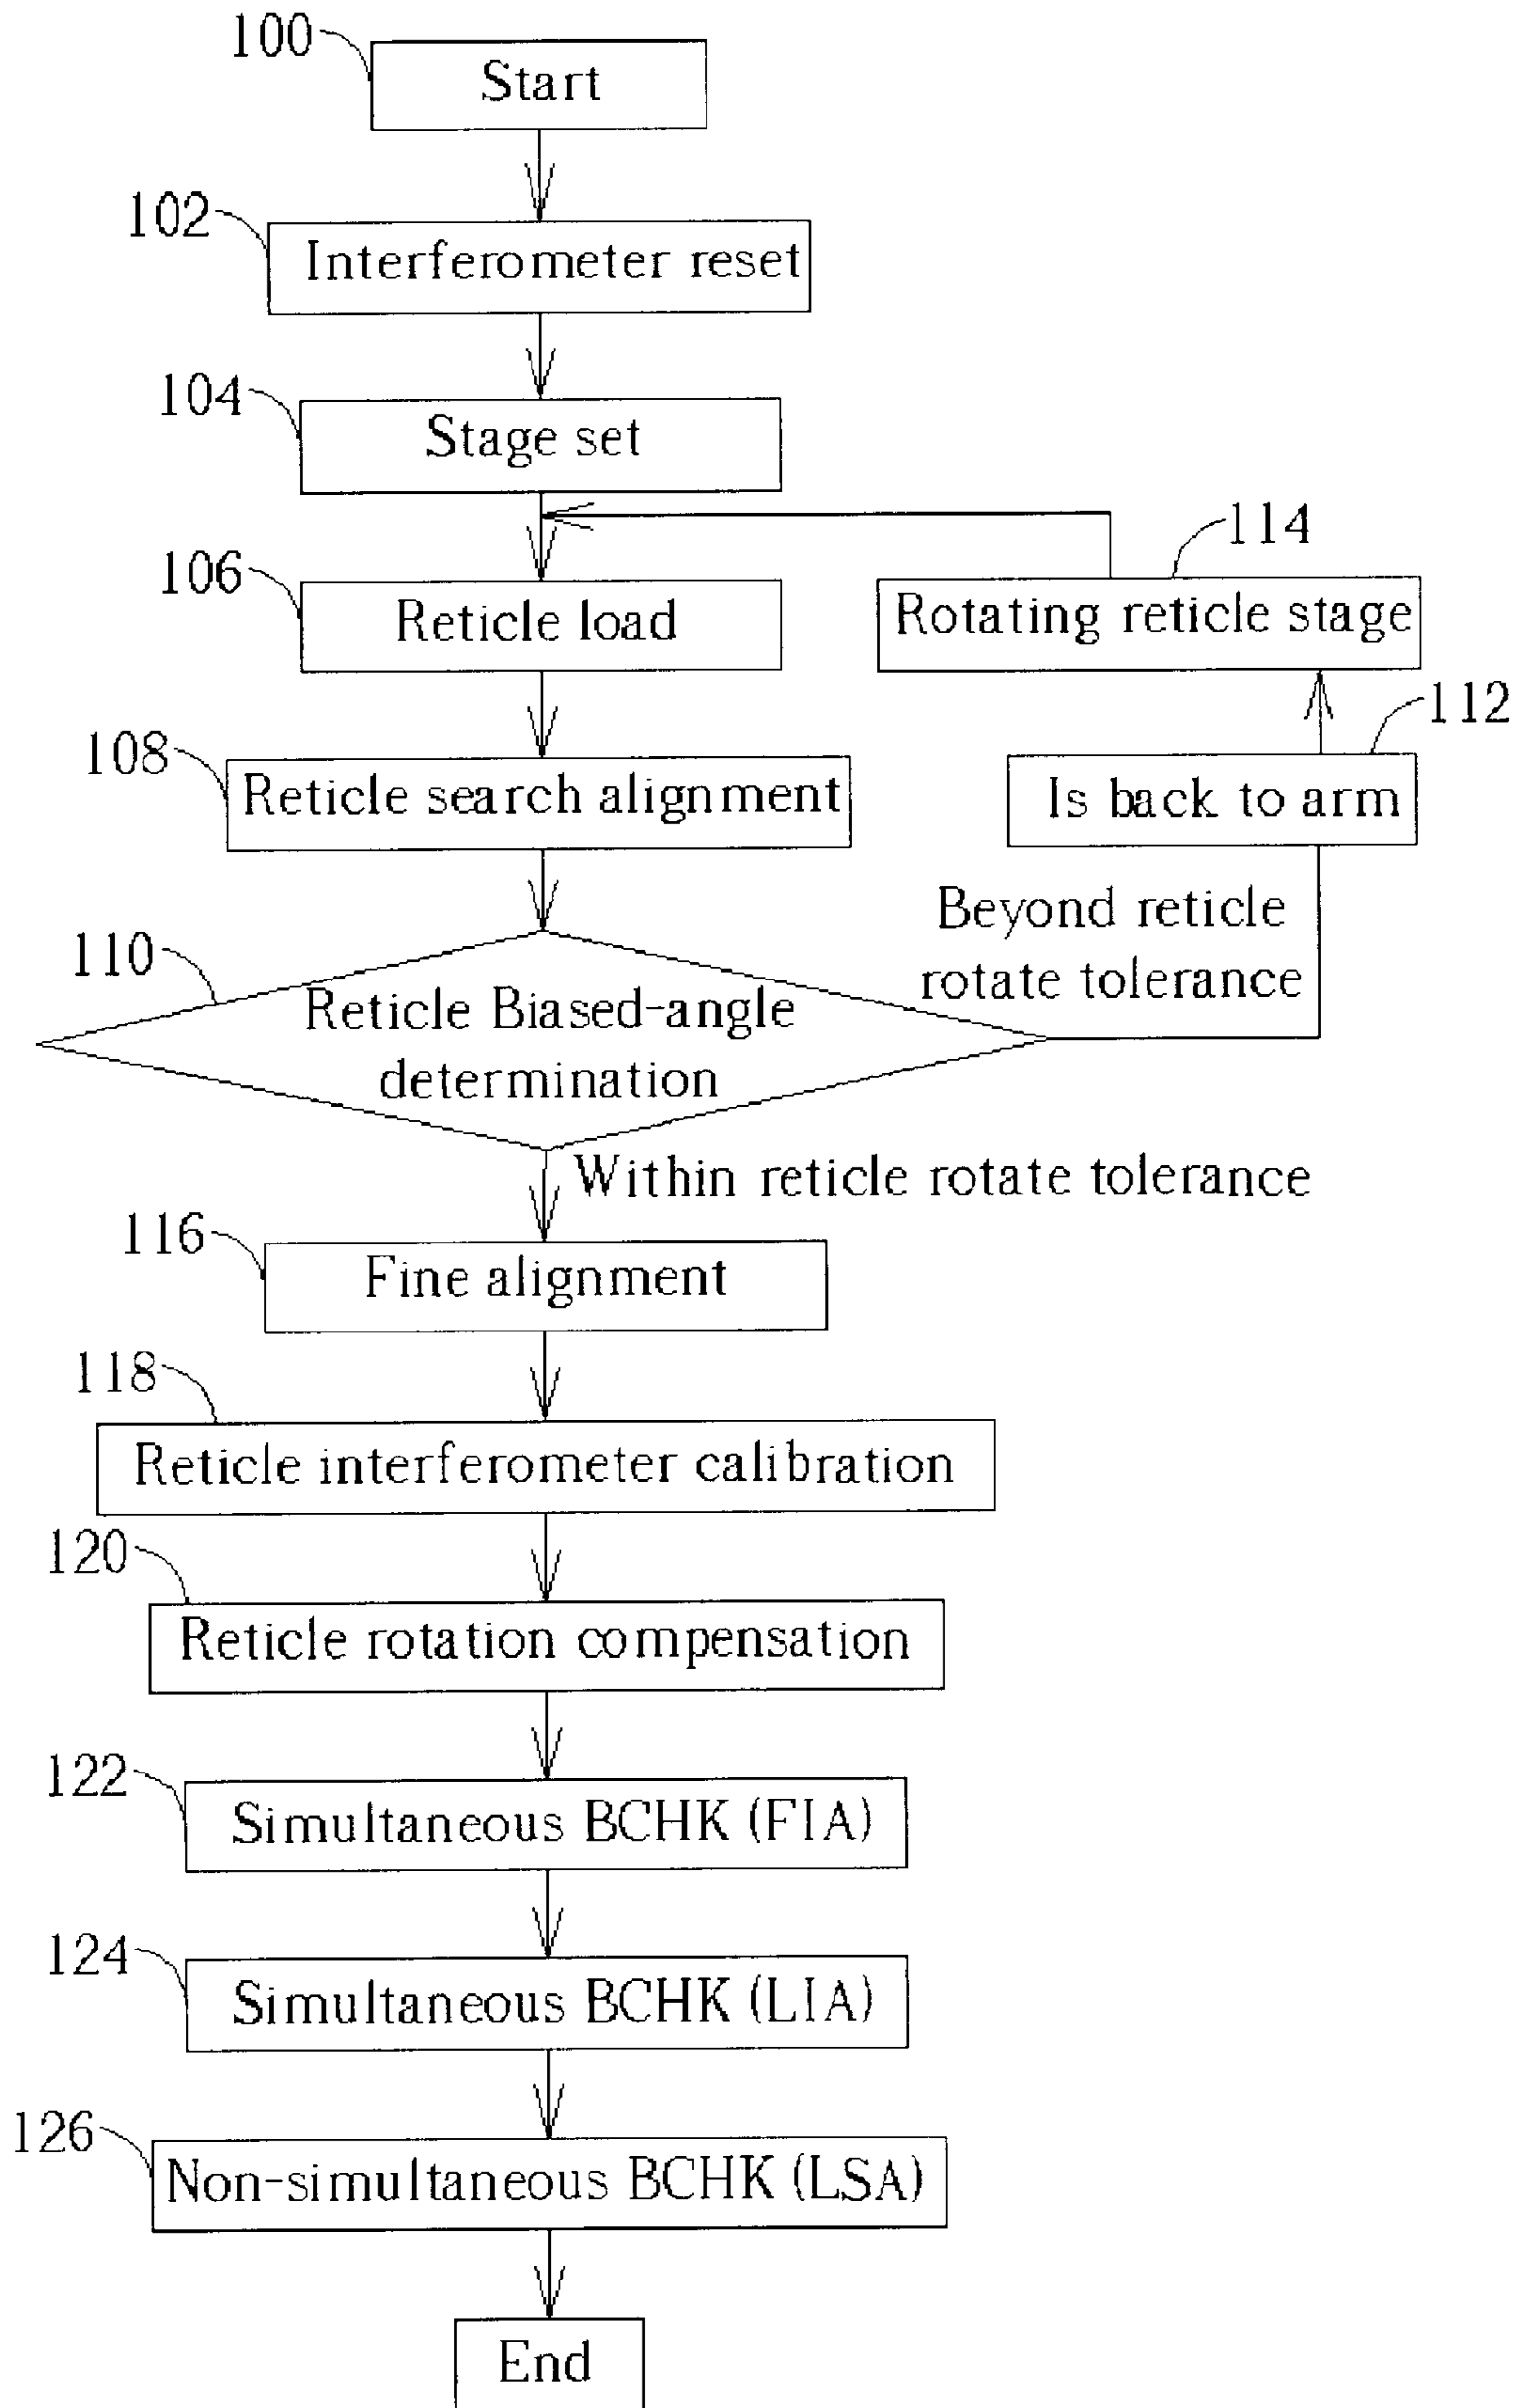 100
Start
102
Interferometer reset
104
Stage set
114
106
Reticle load
Rotating reticle stage
112
108
Reticle search alignment
Is back to arm
Beyond reticle
rotate tolerance
110
Reticle Biased-angle
determination
Within reticle rotate tolerance
116
Fine alignment
118
Reticle interferometer calibration
120
Reticle rotation compensation
122
Simultaneous BCHK (FIA)
124
Simultaneous BCHK (LIA)
126
Non-simultaneous BCHK (LSA)
End